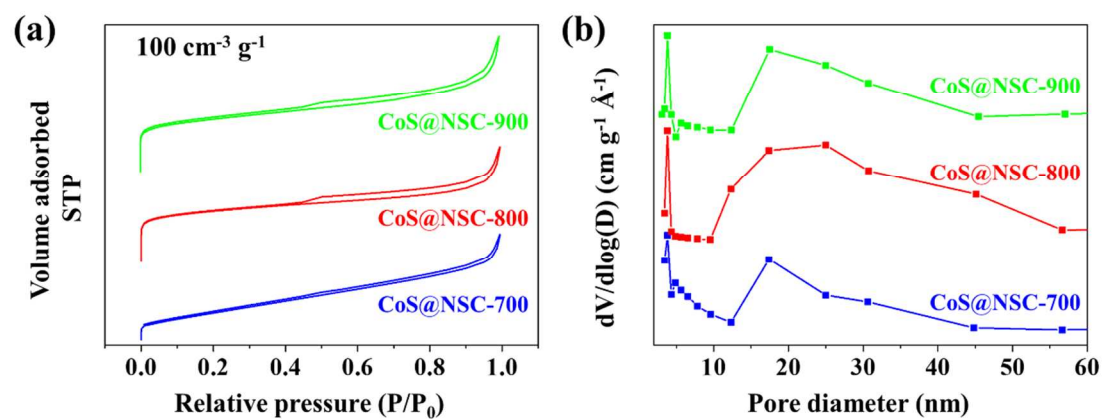 (a)
100 cm⁻³ g⁻¹
CoS@NSC-900
CoS@NSC-800
CoS@NSC-700
Volume adsorbed
STP
0.0 0.2 0.4 0.6 0.8 1.0
Relative pressure (P/P₀)
(b)
CoS@NSC-900
CoS@NSC-800
CoS@NSC-700
dV/dlog(D) (cm g⁻¹ Å⁻¹)
10 20 30 40 50 60
Pore diameter (nm)